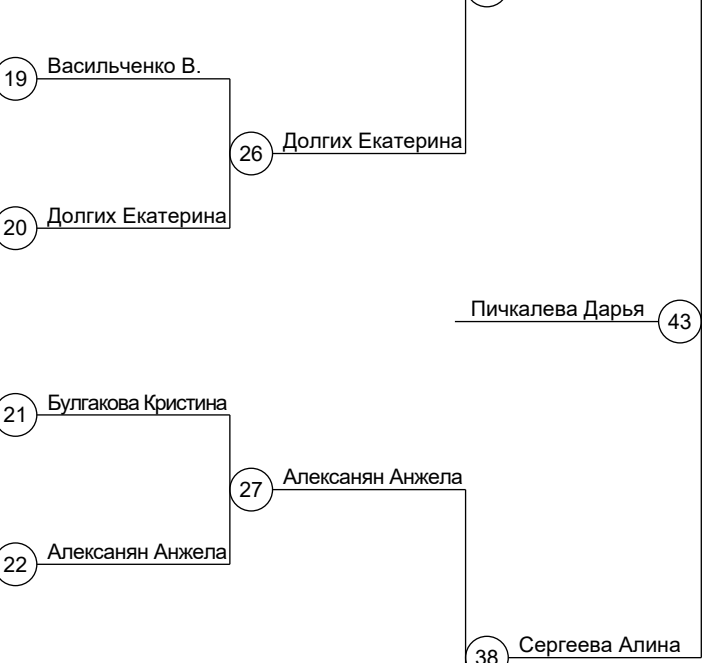 19 Васильченко В.
26 Долгих Екатерина
20 Долгих Екатерина
Пичкалева Дарья 43
21 Булгакова Кристина
27 Алексанян Анжела
22 Алексанян Анжела
38 Сергеева Алина